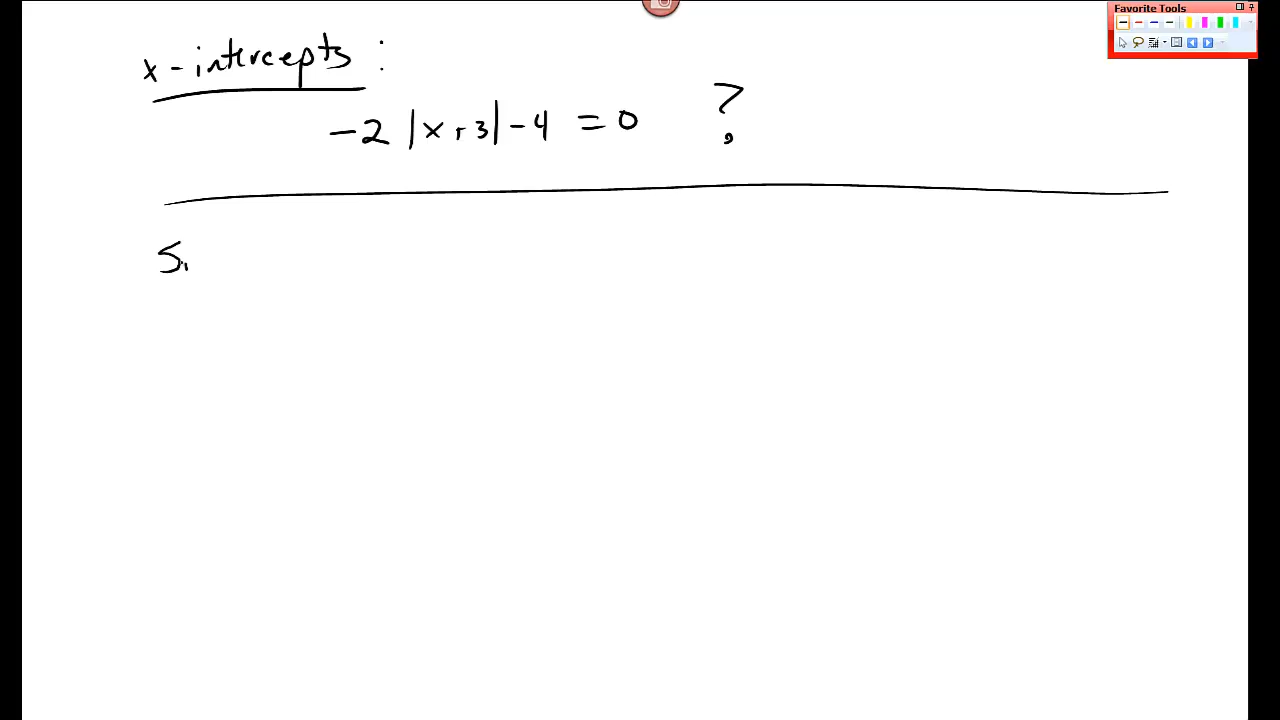 Favorite Tools
x-intercepts:
-2 |x+3| - 4 = 0 ?